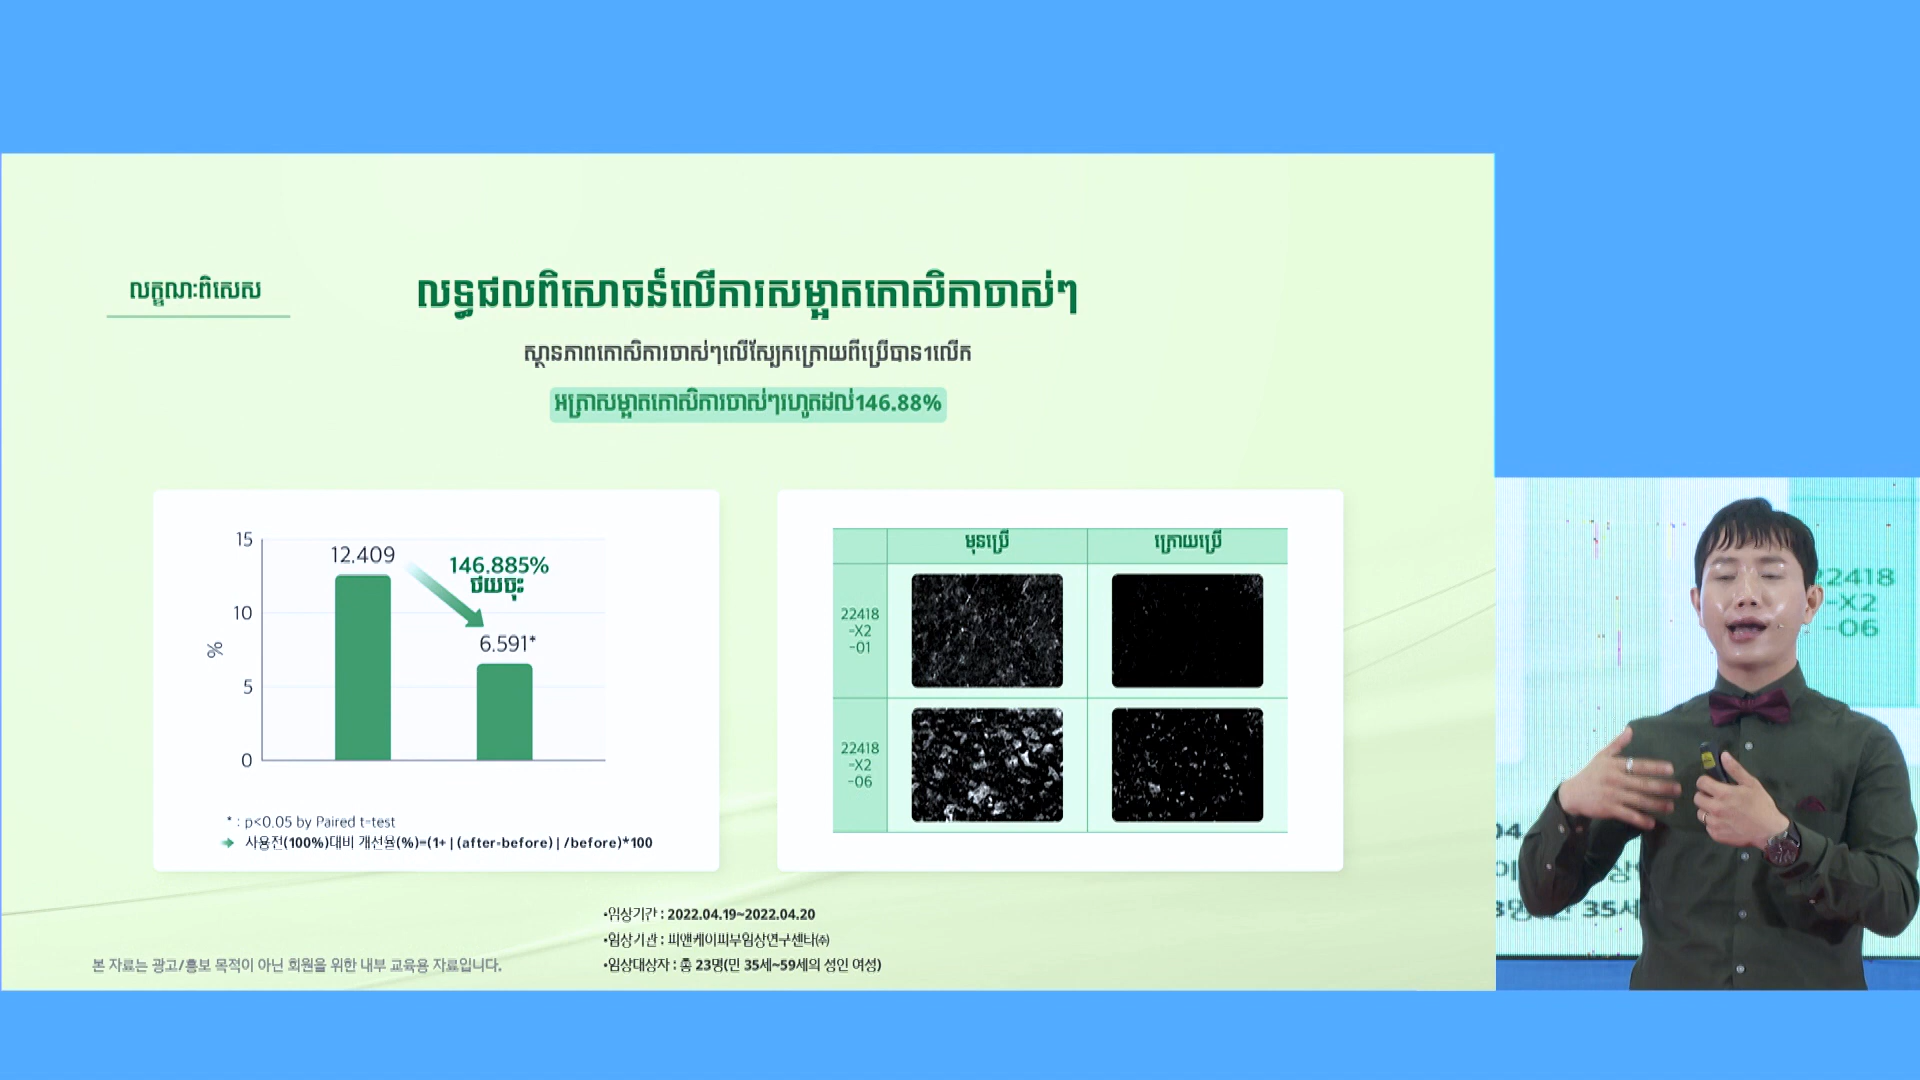 លក្ខណៈពិសេស
លទ្ធផលពិសោធន៍លើការសម្អាតកោសិកាចាស់ៗ
ស្ថានភាពកោសិការចាស់ៗលើស្បែកក្រោយពីប្រើបាន1លើក
អត្រាសម្អាតកោសិការចាស់ៗរហូតដល់146.88%
15
12.409
146.885%
ថយចុះ
10
6.591*
%
5
0
* : p<0.05 by Paired t-test
사용전(100%)대비 개선율(%)=(1+|(after-before)|/before)*100
មុនប្រើ
ក្រោយប្រើ
22418
-X2
-01
22418
-X2
-06
•임상기간 : 2022.04.19~2022.04.20
•임상기관 : 피앤케이피부임상연구센타㈜
•임상대상자 : 총 23명(만 35세~59세의 성인 여성)
본 자료는 광고/홍보 목적이 아닌 회원을 위한 내부 교육용 자료입니다.
22418
-X2
-06
04.
35세